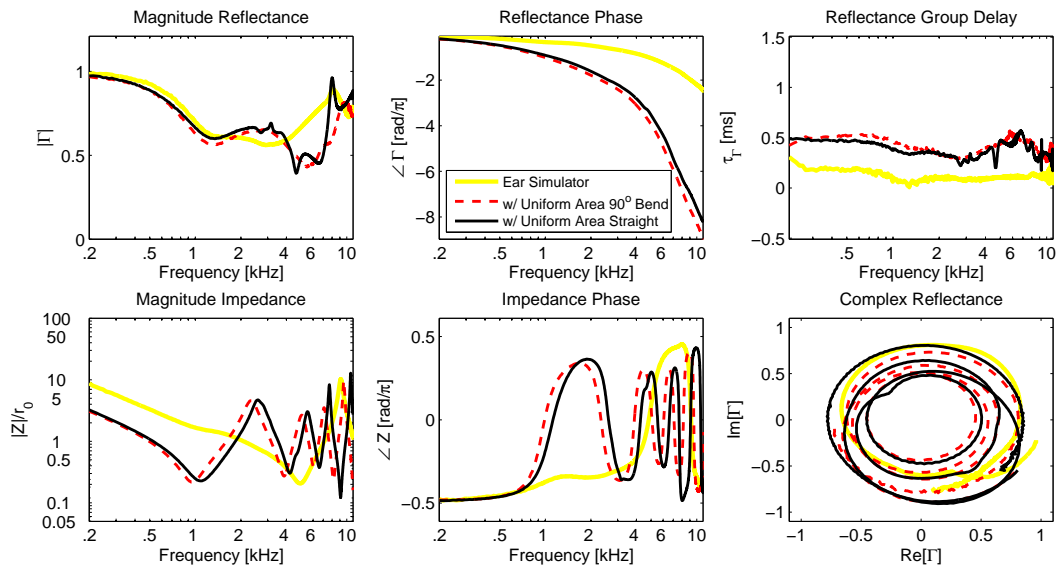 Magnitude Reflectance
1
0.5
0
|Γ|
.2 .5 1 2 4 6 10
Frequency [kHz]
Reflectance Phase
−2
−4
−6
−8
∠ Γ [rad/π]
Ear Simulator
w/ Uniform Area 90° Bend
w/ Uniform Area Straight
.2 .5 1 2 4 6 10
Frequency [kHz]
Reflectance Group Delay
1.5
1
0.5
0
−0.5
τ_Γ [ms]
.2 .5 1 2 4 6 10
Frequency [kHz]
Magnitude Impedance
100
50
10
5
1
0.5
0.1
0.05
|Z|/r₀
.2 .5 1 2 4 6 10
Frequency [kHz]
Impedance Phase
0.5
0
−0.5
∠ Z [rad/π]
.2 .5 1 2 4 6 10
Frequency [kHz]
Complex Reflectance
1
0.5
0
−0.5
−1
Im[Γ]
−1 −0.5 0 0.5 1
Re[Γ]